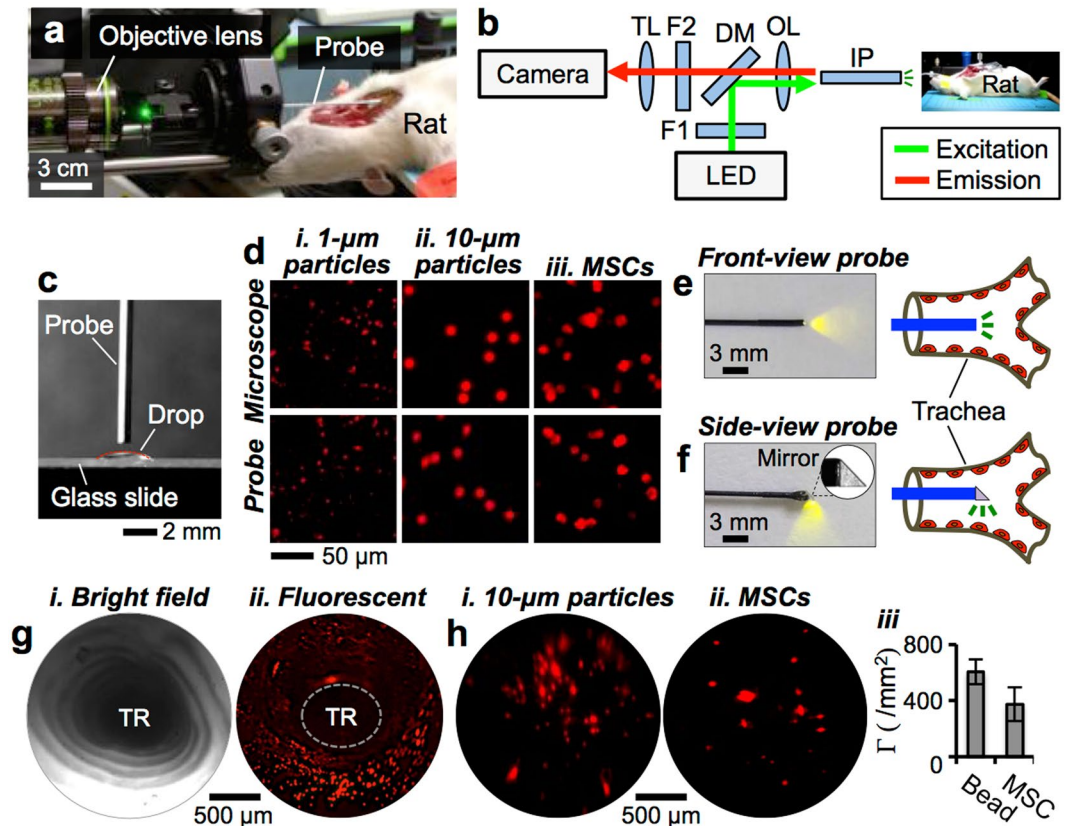 a
Objective lens
Probe
Rat
3 cm
b
TL
F2
DM
OL
IP
Camera
Rat
F1
LED
Excitation
Emission
c
Probe
Drop
Glass slide
2 mm
d
i. 1-µm
particles
ii. 10-µm
particles
iii. MSCs
Microscope
Probe
50 µm
e
Front-view probe
3 mm
Trachea
f
Side-view probe
Mirror
3 mm
g
i. Bright field
ii. Fluorescent
TR
TR
500 µm
h
i. 10-µm particles
ii. MSCs
500 µm
iii
Γ ( /mm²)
800
400
0
Bead
MSC